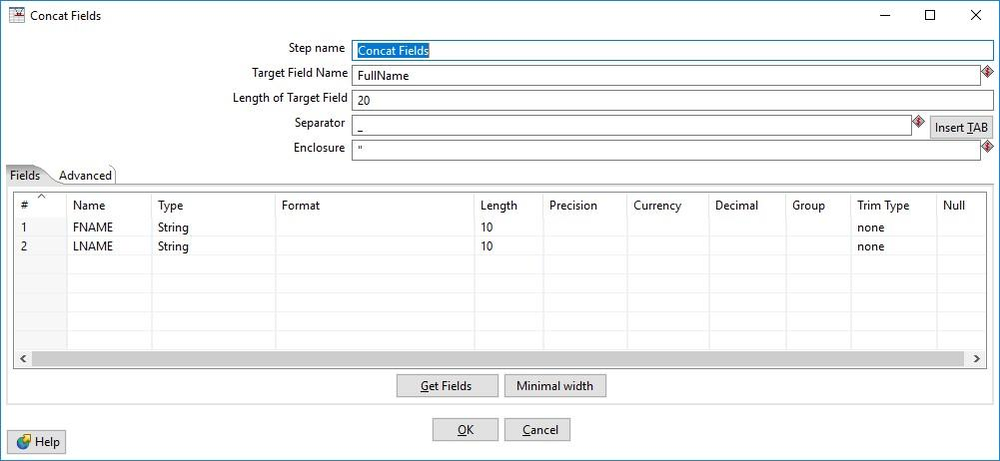 Concat Fields
Step name Concat Fields
Target Field Name FullName
Length of Target Field 20
Separator _ Insert TAB
Enclosure "
Fields Advanced
# Name Type Format Length Precision Currency Decimal Group Trim Type Null
1 FNAME String 10 none
2 LNAME String 10 none
Get Fields Minimal width
OK Cancel
Help